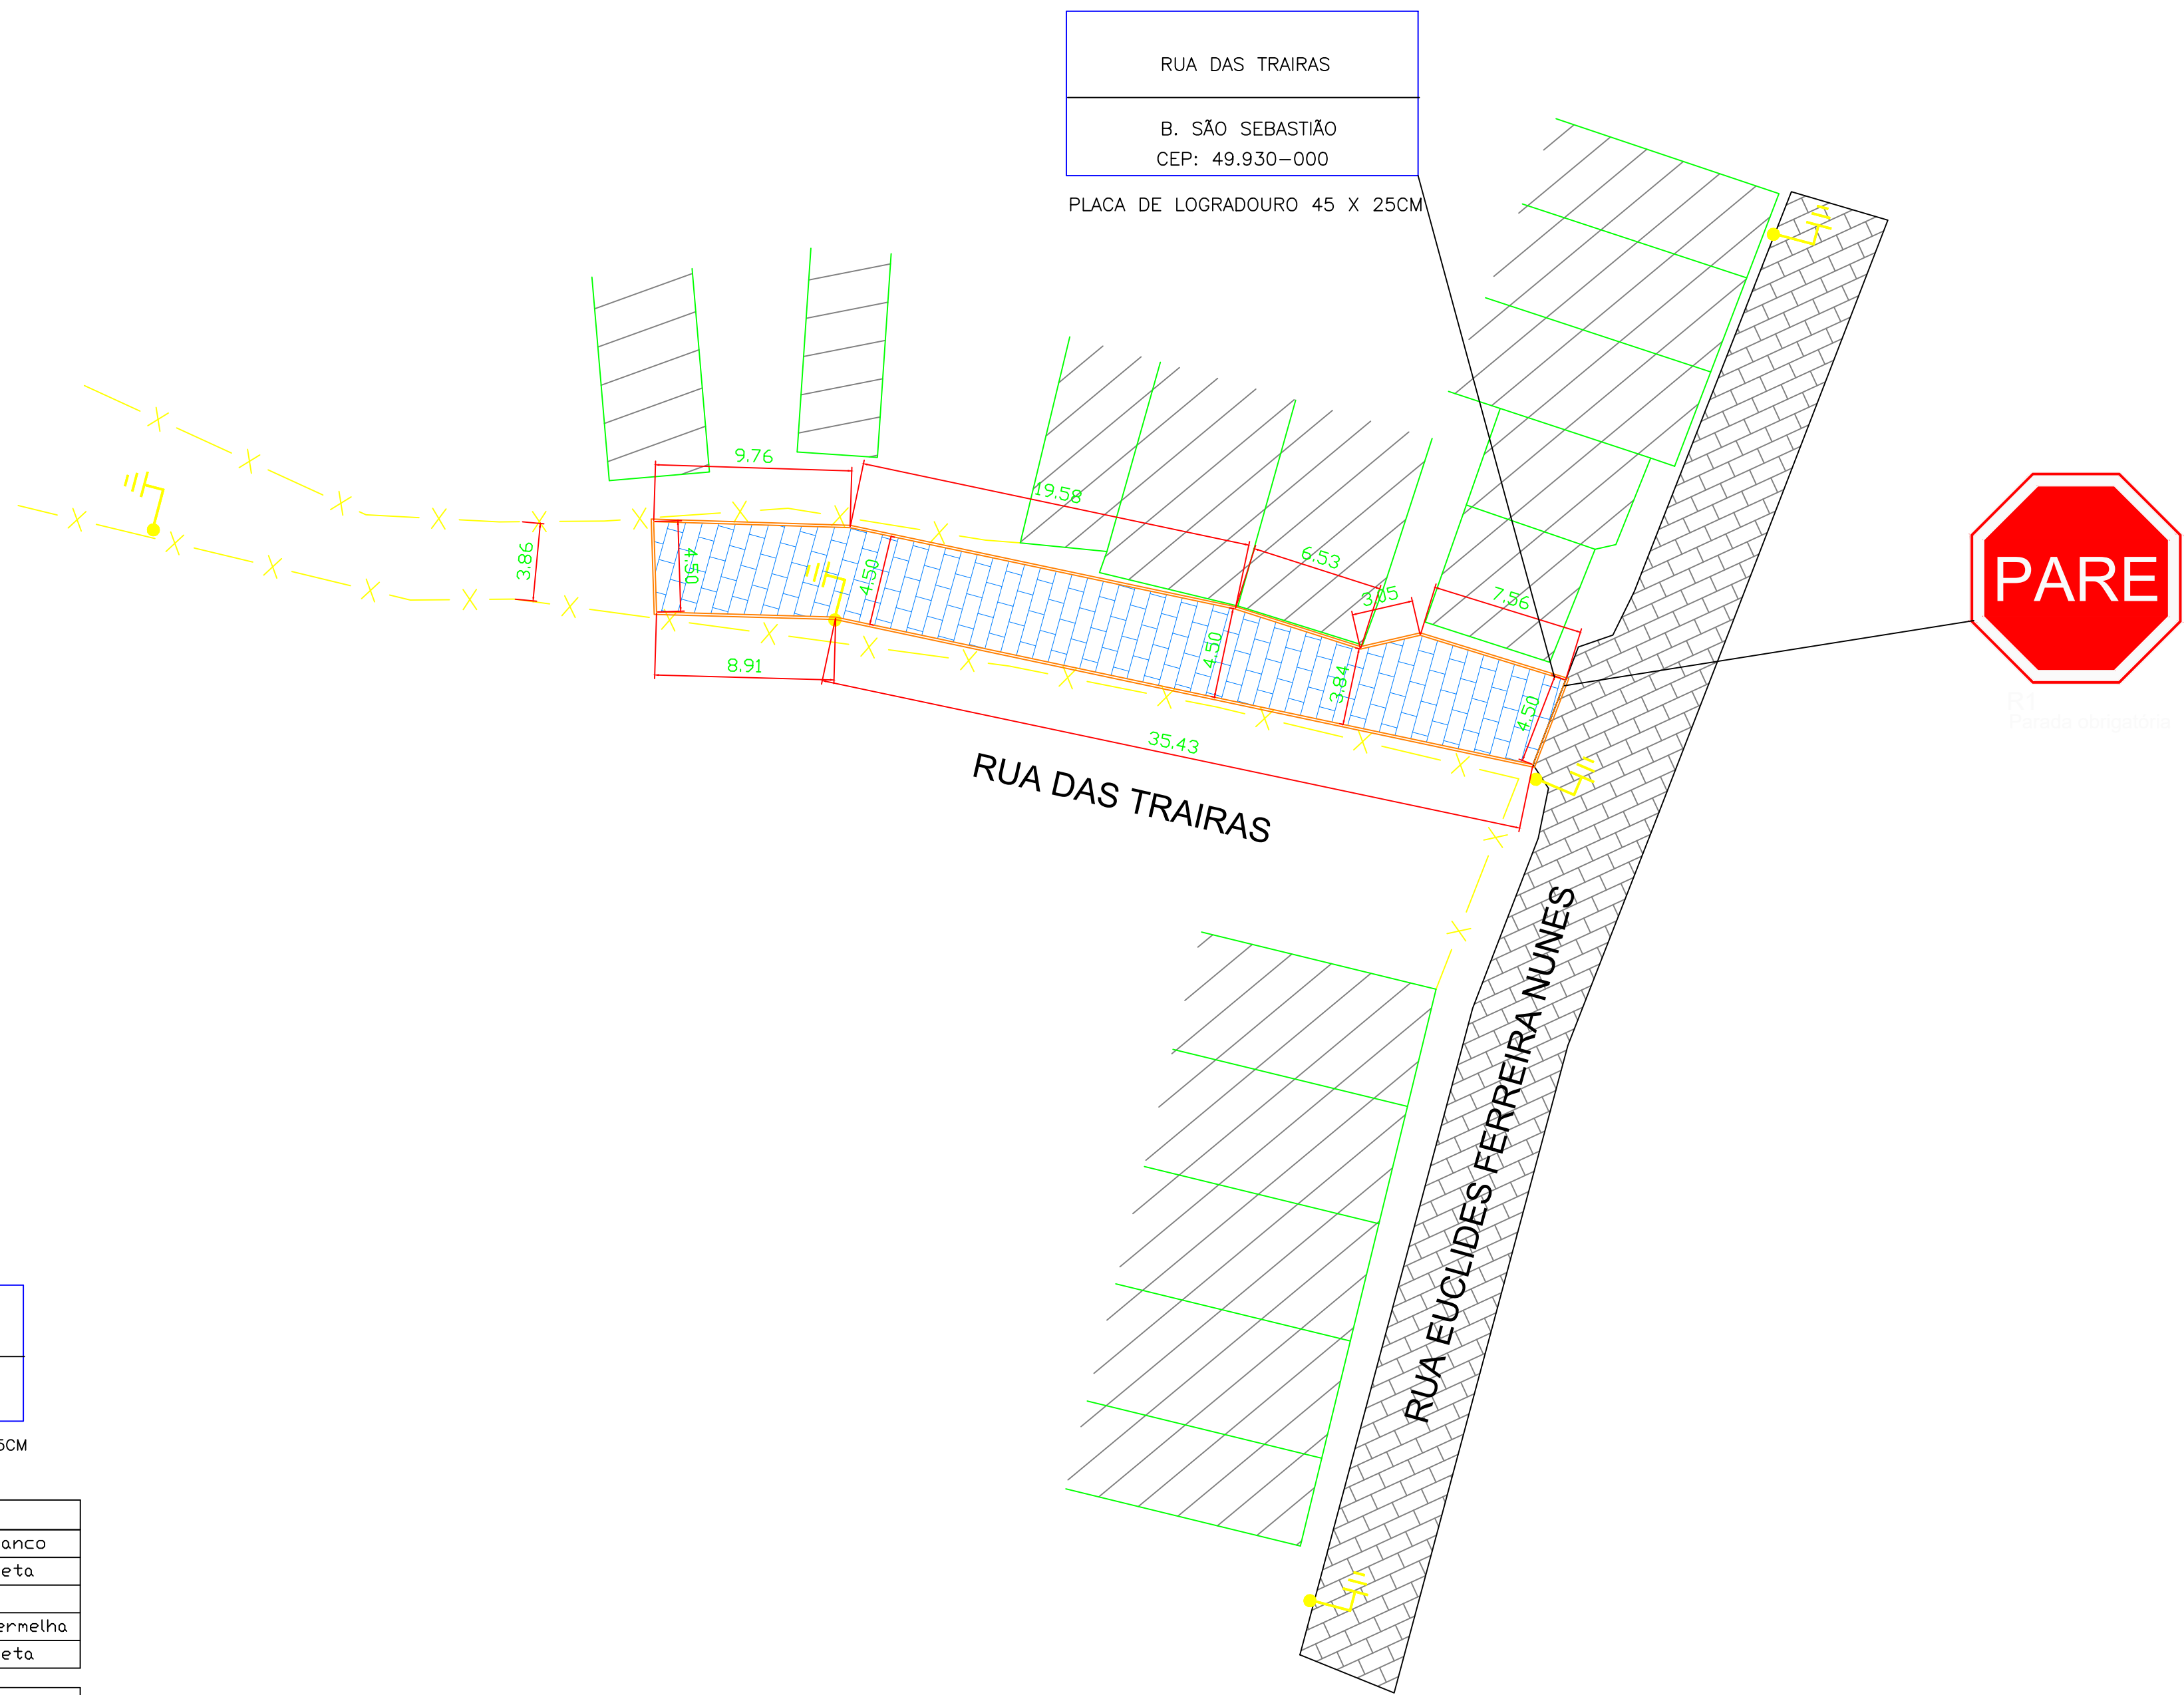 RUA DAS TRAIRAS
B. SÃO SEBASTIÃO
CEP: 49.930-000
PLACA DE LOGRADOURO 45 X 25CM
9.76
19.58
6.53
3.05
7.56
3.86
4.50
4.50
4.50
3.84
4.50
8.91
35.43
PARE
R1
RUA DAS TRAIRAS
RUA EUCLIDES FERREIRA NUNES
5CM
anco
eta
ermelha
eta